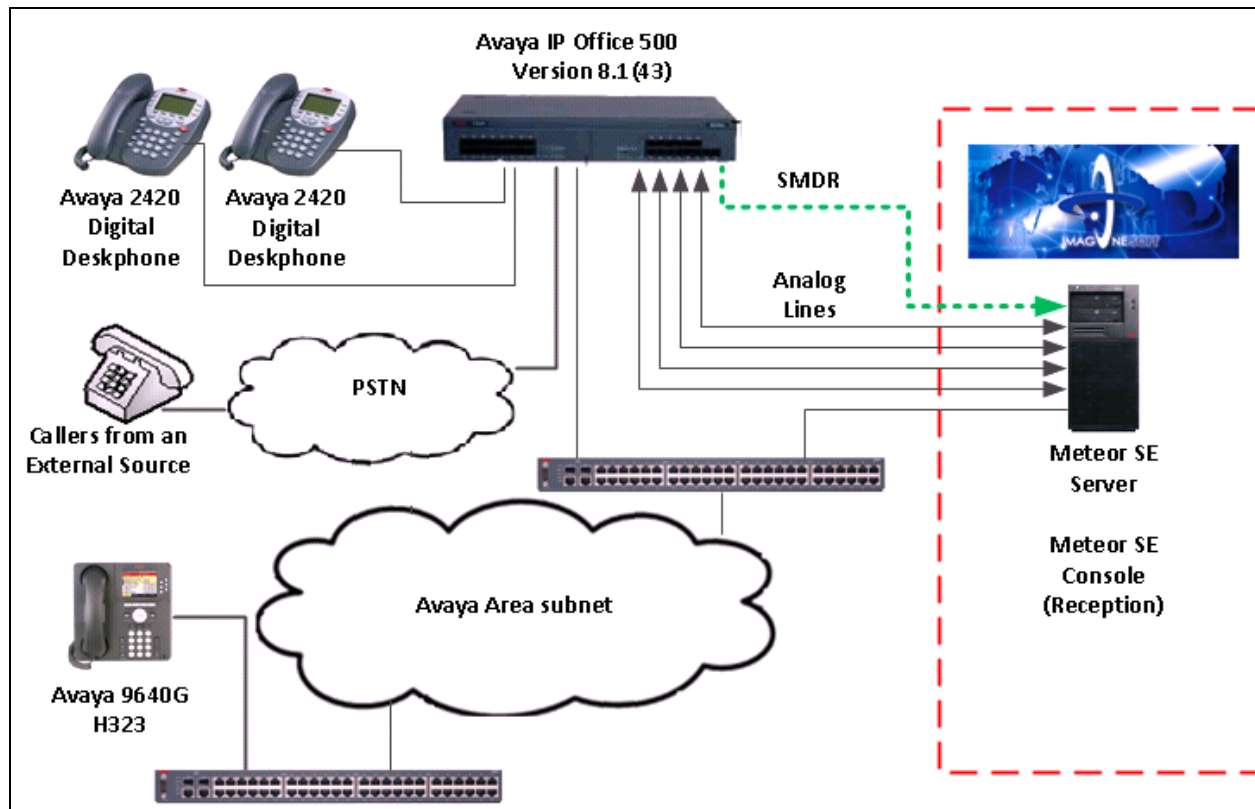 Avaya IP Office 500
Version 8.1(43)
Avaya 2420
Digital
Deskphone
Avaya 2420
Digital
Deskphone
SMDR
IMAGINESOFT
Analog
Lines
PSTN
Callers from an
External Source
Meteor SE
Server
Meteor SE
Console
(Reception)
Avaya Area subnet
Avaya 9640G
H323